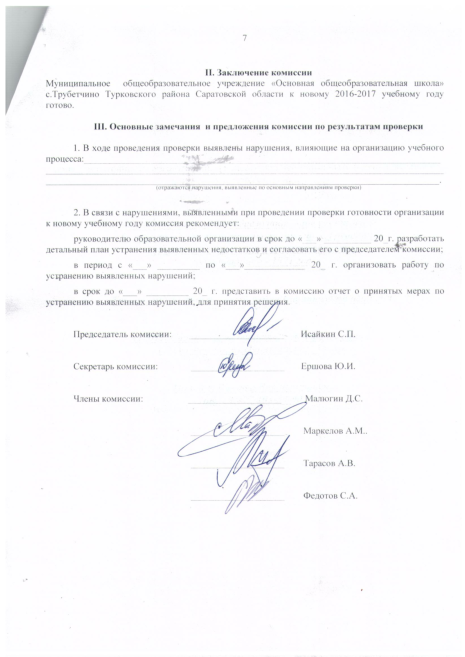 7
II. Заключение комиссии
Муниципальное общеобразовательное учреждение «Основная общеобразовательная школа»
с.Трубетчино Турковского района Саратовской области к новому 2016-2017 учебному году
готово.
III. Основные замечания и предложения комиссии по результатам проверки
1. В ходе проведения проверки выявлены нарушения, влияющие на организацию учебного
процесса:
(отражаются нарушения, выявленные по основным направлениям проверки)
2. В связи с нарушениями, выявленными при проведении проверки готовности организации
к новому учебному году комиссия рекомендует:
руководителю образовательной организации в срок до «___» __________ 20 г. разработать
детальный план устранения выявленных недостатков и согласовать его с председателем комиссии;
в период с «___» __________ по «___» __________ 20_ г. организовать работу по
устранению выявленных нарушений;
в срок до «___» __________ 20_ г. представить в комиссию отчет о принятых мерах по
устранению выявленных нарушений, для принятия решения.
Председатель комиссии: Исайкин С.П.
Секретарь комиссии: Ершова Ю.И.
Члены комиссии: Малюгин Д.С.
Маркелов А.М..
Тарасов А.В.
Федотов С.А.